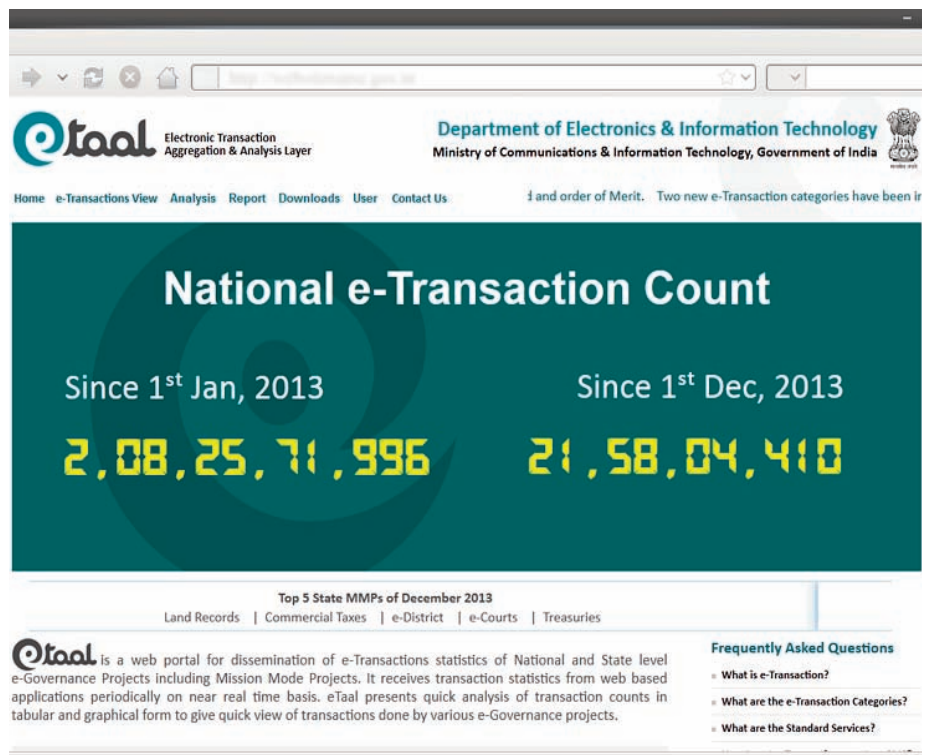 etaal Electronic Transaction
Aggregation & Analysis Layer
Department of Electronics & Information Technology
Ministry of Communications & Information Technology, Government of India
Home e-Transactions View Analysis Report Downloads User Contact Us
d and order of Merit. Two new e-Transaction categories have been in
National e-Transaction Count
Since 1st Jan, 2013
2,08,25,71,996
Since 1st Dec, 2013
21,58,04,410
Top 5 State MMPs of December 2013
Land Records | Commercial Taxes | e-District | e-Courts | Treasuries
etaal is a web portal for dissemination of e-Transactions statistics of National and State level
e-Governance Projects including Mission Mode Projects. It receives transaction statistics from web based
applications periodically on near real time basis. eTaal presents quick analysis of transaction counts in
tabular and graphical form to give quick view of transactions done by various e-Governance projects.
Frequently Asked Questions
What is e-Transaction?
What are the e-Transaction Categories?
What are the Standard Services?